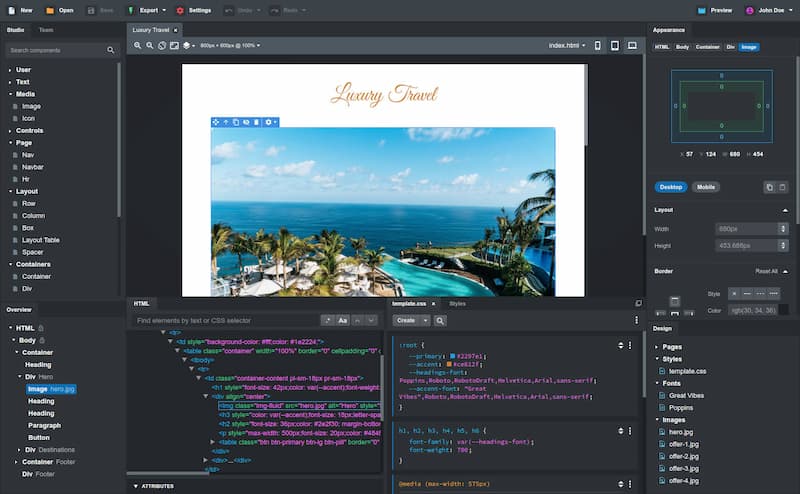 New Open Save Export Settings Undo Redo Preview John Doe
Studio Team
Search components
User
Text
Media
Image
Icon
Controls
Page
Nav
Navbar
Hr
Layout
Row
Column
Box
Layout Table
Spacer
Containers
Container
Div
Overview
HTML
Body
Container
Heading
Div Hero
Image hero.jpg
Heading
Heading
Heading
Paragraph
Button
Div Destinations
Container Footer
Div Footer
Luxury Travel
800px × 600px @ 100%
index.html
Luxury Travel
HTML
Find elements by text or CSS selector
.* Aa
<tr>
<td style="background-color: #fff;color: #1e2224;">
<table class="container" width="100%" border="0" cellpadding="0"
<tbody>
<tr>
<td class="container-content pl-sm-18px pr-sm-18px">
<h1 style="font-size: 42px;color: var(--accent);font-weight:
<div align="center">
<img class="img-fluid" src="hero.jpg" alt="Hero" style="
<h3 style="color: var(--accent);font-size: 15px;letter-spa
<h2 style="font-size: 36px;color: #2e2f30; margin-bottom
<p style="max-width: 500px;font-size: 20px;color: #484f
<table class="btn btn-primary btn-lg btn-pill" border="0"
</div>
<div>...</div>
</td>
ATTRIBUTES
template.css Styles
Create
:root {
--primary: #2297e1;
--accent: #ce812f;
--headings-font:
Poppins,Roboto,RobotoDraft,Helvetica,Arial,sans-serif;
--accent-font: "Great
Vibes",Roboto,RobotoDraft,Helvetica,Arial,sans-serif;
}
h1, h2, h3, h4, h5, h6 {
font-family: var(--headings-font);
font-weight: 700;
}
@media (max-width: 575px)
Appearance
HTML Body Container Div Image
0
0
0 0 0 0
0
0
X 57 Y 124 W 680 H 454
Desktop Mobile
Layout
Width 680px
Height 453.688px
Border Reset All
Style
Color rgb(30, 34, 36)
Design
Pages
Styles
template.css
Fonts
Great Vibes
Poppins
Images
hero.jpg
offer-1.jpg
offer-2.jpg
offer-3.jpg
offer-4.jpg